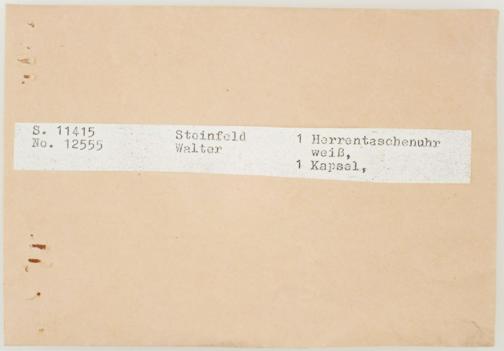 S. 11415 Steinfeld 1 Herrentaschenuhr
No. 12555 Walter weiß,
1 Kapsel,